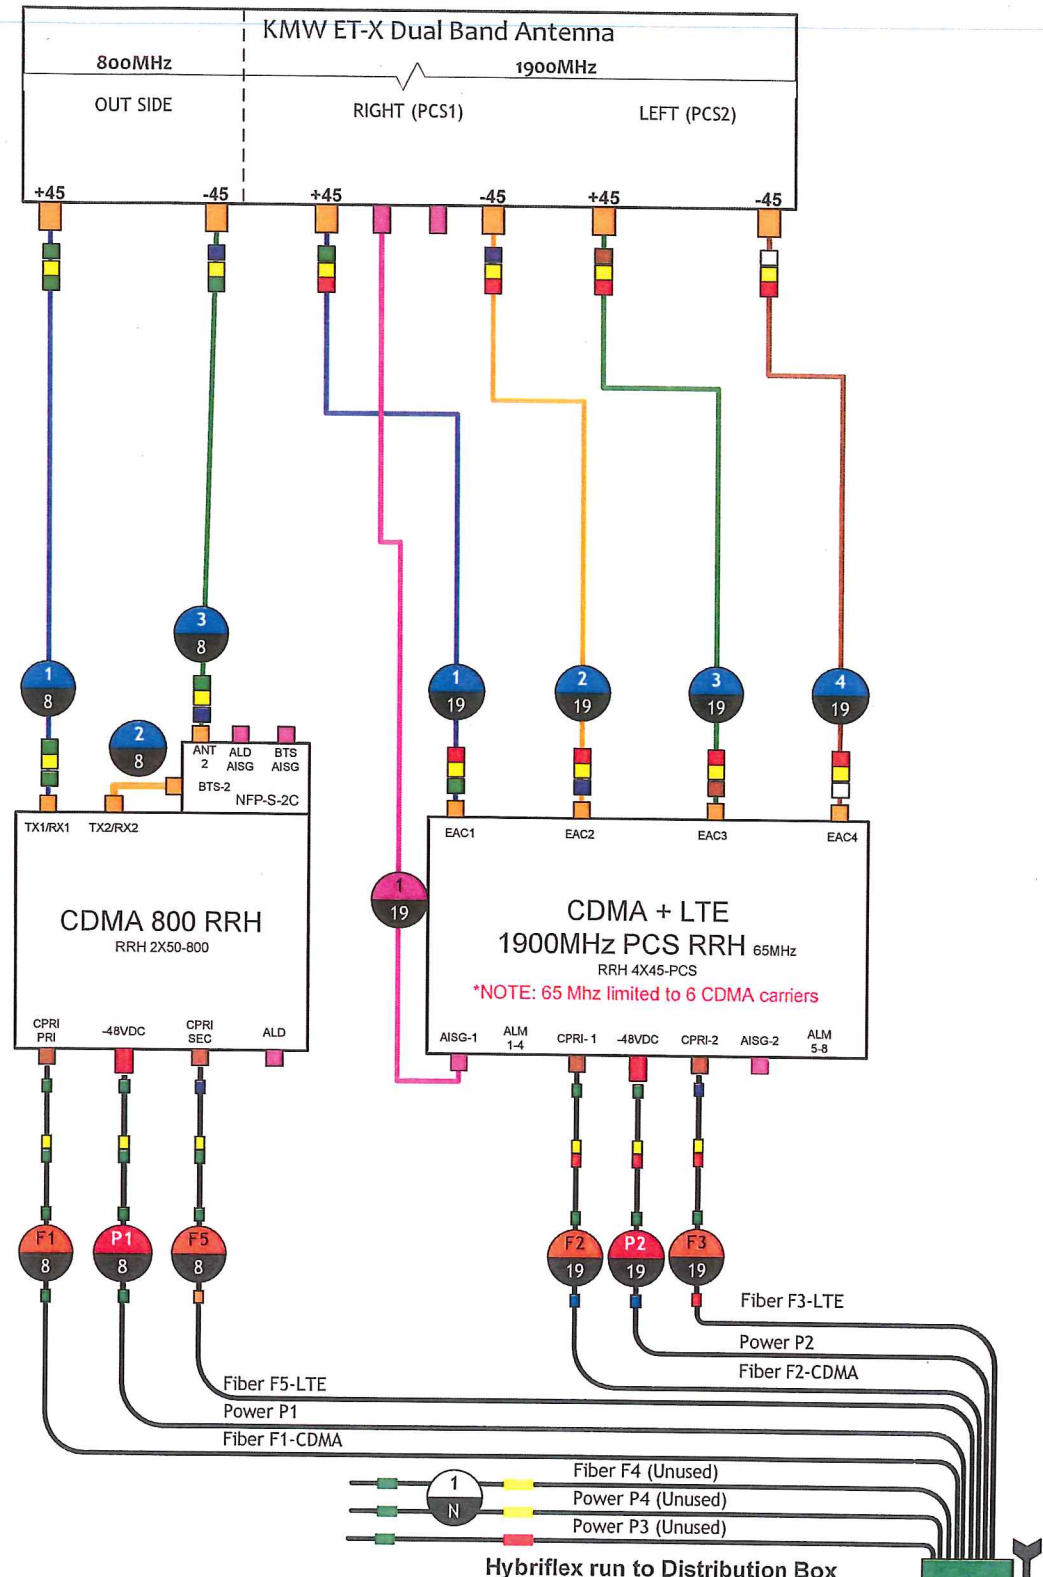 KMW ET-X Dual Band Antenna
800MHz
1900MHz
OUT SIDE
RIGHT (PCS1)
LEFT (PCS2)
+45
-45
+45
-45
+45
-45
3
8
1
8
2
8
1
19
2
19
3
19
4
19
ANT
2
ALD
AISG
BTS
AISG
BTS-2
NFP-S-2C
TX1/RX1
TX2/RX2
EAC1
EAC2
EAC3
EAC4
1
19
CDMA 800 RRH
RRH 2X50-800
CDMA + LTE
1900MHz PCS RRH 65MHz
RRH 4X45-PCS
*NOTE: 65 Mhz limited to 6 CDMA carriers
CPRI
PRI
-48VDC
CPRI
SEC
ALD
AISG-1
ALM
1-4
CPRI- 1
-48VDC
CPRI-2
AISG-2
ALM
5-8
F1
8
P1
8
F5
8
F2
19
P2
19
F3
19
Fiber F3-LTE
Power P2
Fiber F2-CDMA
Fiber F5-LTE
Power P1
Fiber F1-CDMA
1
N
Fiber F4 (Unused)
Power P4 (Unused)
Power P3 (Unused)
Hybriflex run to Distribution Box